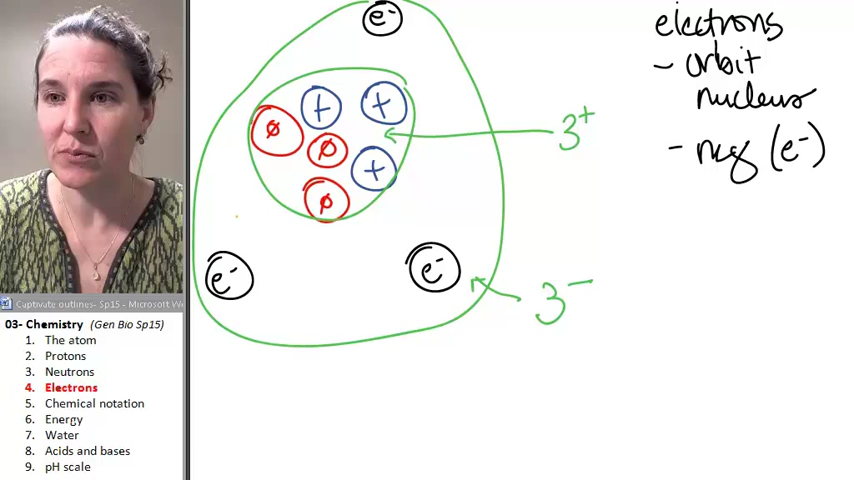 e-
electrons
- orbit
nucleus
- neg (e-)
+ +
ø
ø
+
ø
3+
e- e-
3-
Captivate outlines- Sp15 - Microsoft W
03- Chemistry (Gen Bio Sp15)
1. The atom
2. Protons
3. Neutrons
4. Electrons
5. Chemical notation
6. Energy
7. Water
8. Acids and bases
9. pH scale